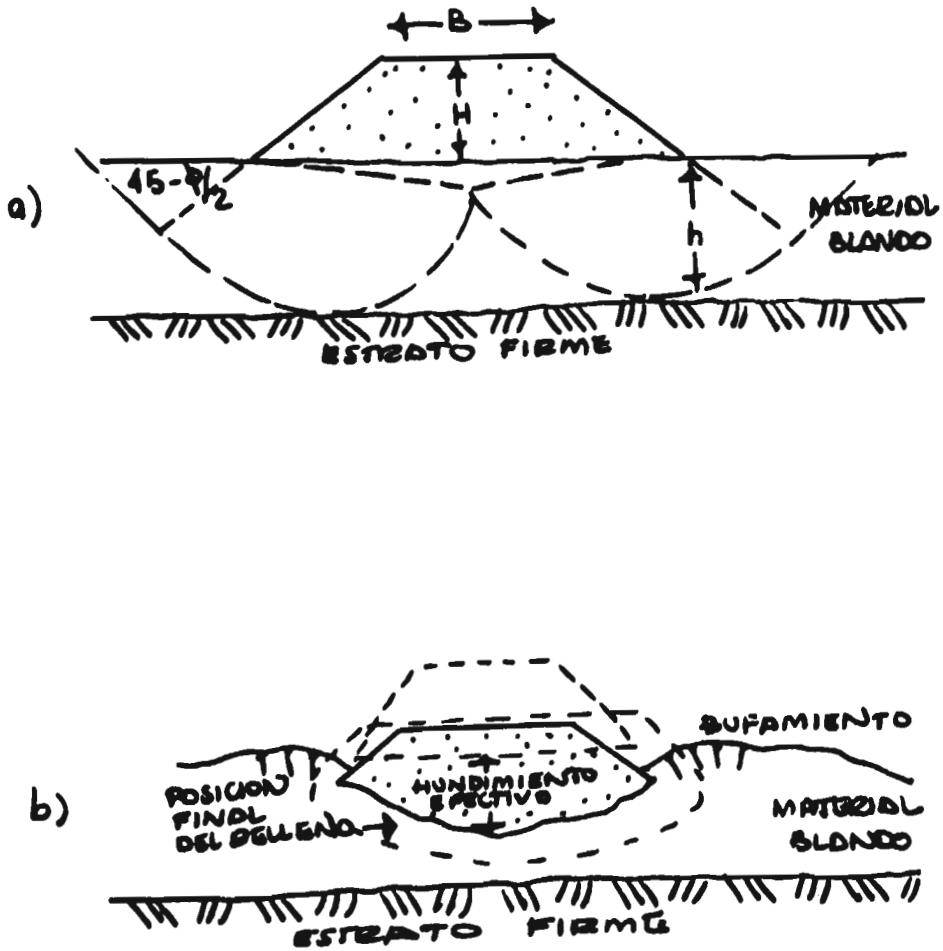 B
H
45-φ/2
a)
h
MATERIAL
BLANDO
ESTRATO FIRME
BUFAMIENTO
HUNDIMIENTO
EFECTIVO
POSICION
FINAL
DEL RELLENO
b)
MATERIAL
BLANDO
ESTRATO FIRME